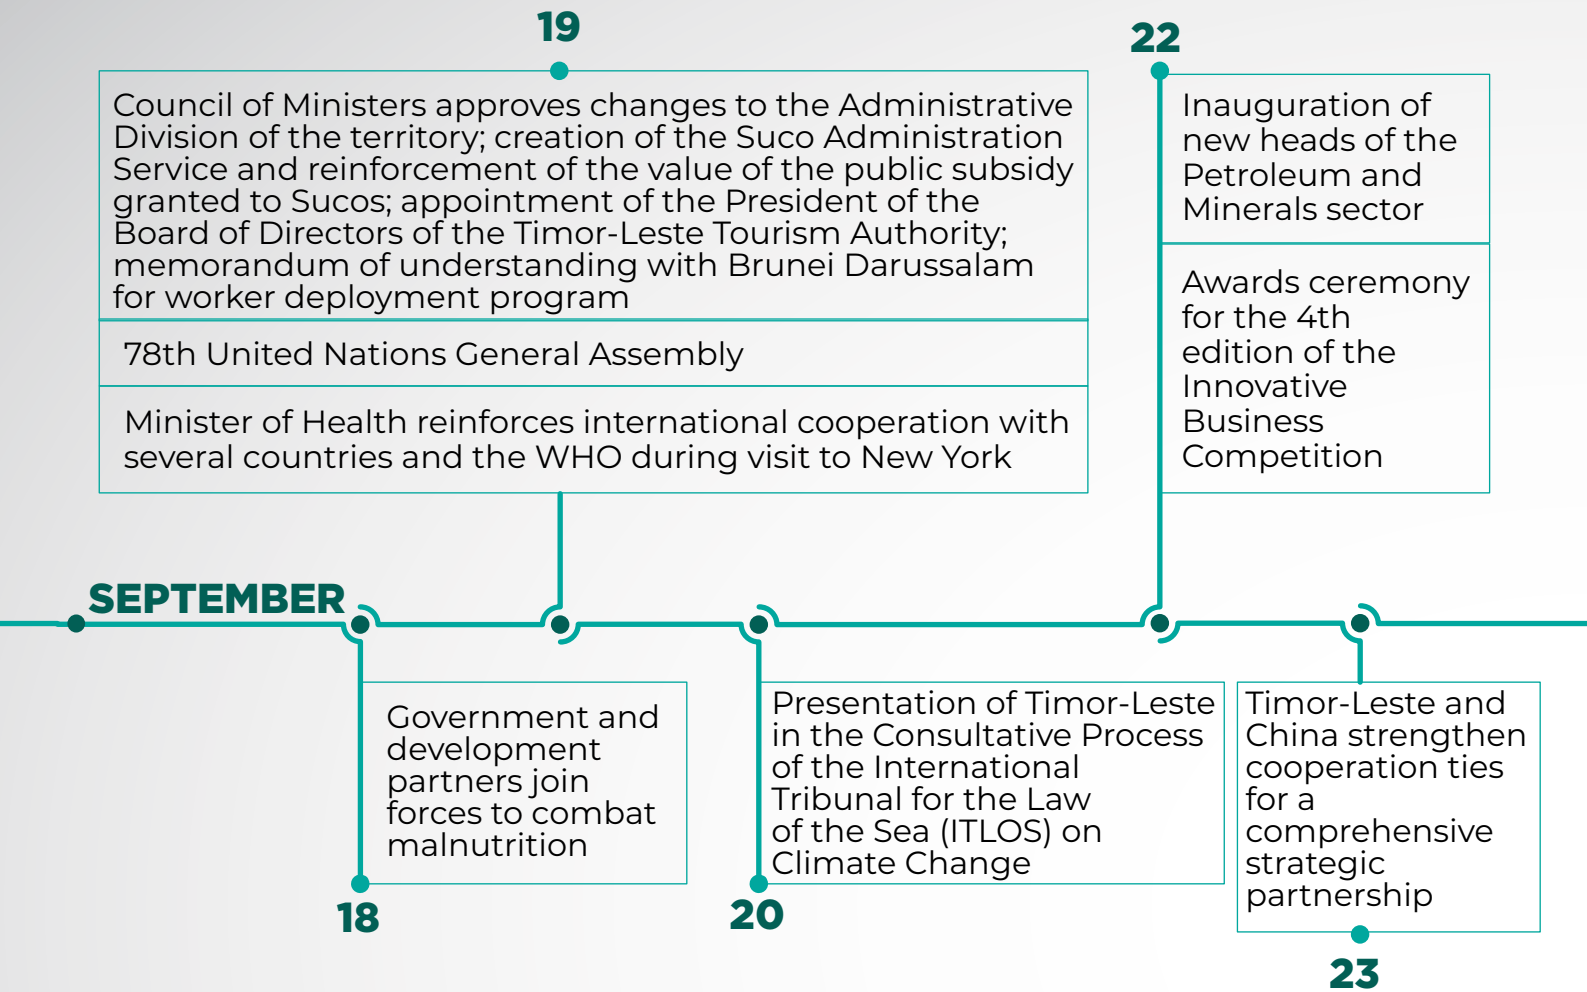 19
Council of Ministers approves changes to the Administrative
Division of the territory; creation of the Suco Administration
Service and reinforcement of the value of the public subsidy
granted to Sucos; appointment of the President of the
Board of Directors of the Timor-Leste Tourism Authority;
memorandum of understanding with Brunei Darussalam
for worker deployment program
78th United Nations General Assembly
Minister of Health reinforces international cooperation with
several countries and the WHO during visit to New York
22
Inauguration of
new heads of the
Petroleum and
Minerals sector
Awards ceremony
for the 4th
edition of the
Innovative
Business
Competition
SEPTEMBER
Government and
development
partners join
forces to combat
malnutrition
18
Presentation of Timor-Leste
in the Consultative Process
of the International
Tribunal for the Law
of the Sea (ITLOS) on
Climate Change
20
Timor-Leste and
China strengthen
cooperation ties
for a
comprehensive
strategic
partnership
23